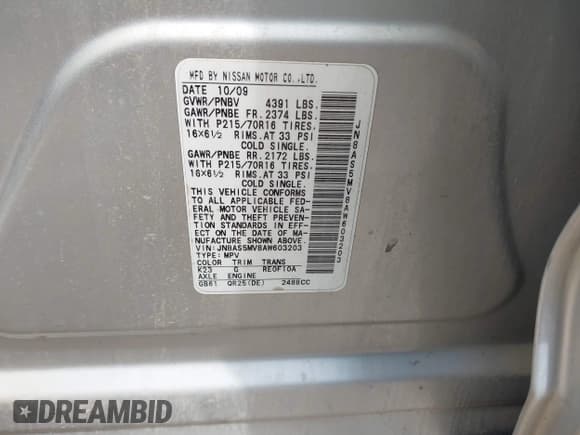 MFD BY NISSAN MOTOR CO.,LTD.
DATE 10/09
GVWR/PNBV 4391 LBS.
GAWR/PNBE FR. 2374 LBS.
WITH P215/70R16 TIRES.
16X6½ RIMS.AT 33 PSI
COLD SINGLE.
GAWR/PNBE RR. 2172 LBS.
WITH P215/70R16 TIRES.
16X6½ RIMS.AT 33 PSI
COLD SINGLE.
THIS VEHICLE CONFORMS
TO ALL APPLICABLE FED-
ERAL MOTOR VEHICLE SA-
FETY AND THEFT PREVEN-
TION STANDARDS IN EFF-
ECT ON THE DATE OF MA-
NUFACTURE SHOWN ABOVE.
VIN:JN8AS5MV8AW603203
TYPE:MPV
COLOR TRIM TRANS
K23 G RE0F10A
AXLE ENGINE
GB61 QR25(DE) 2488CC
JN8AS5MV8AW603203
DREAMBID